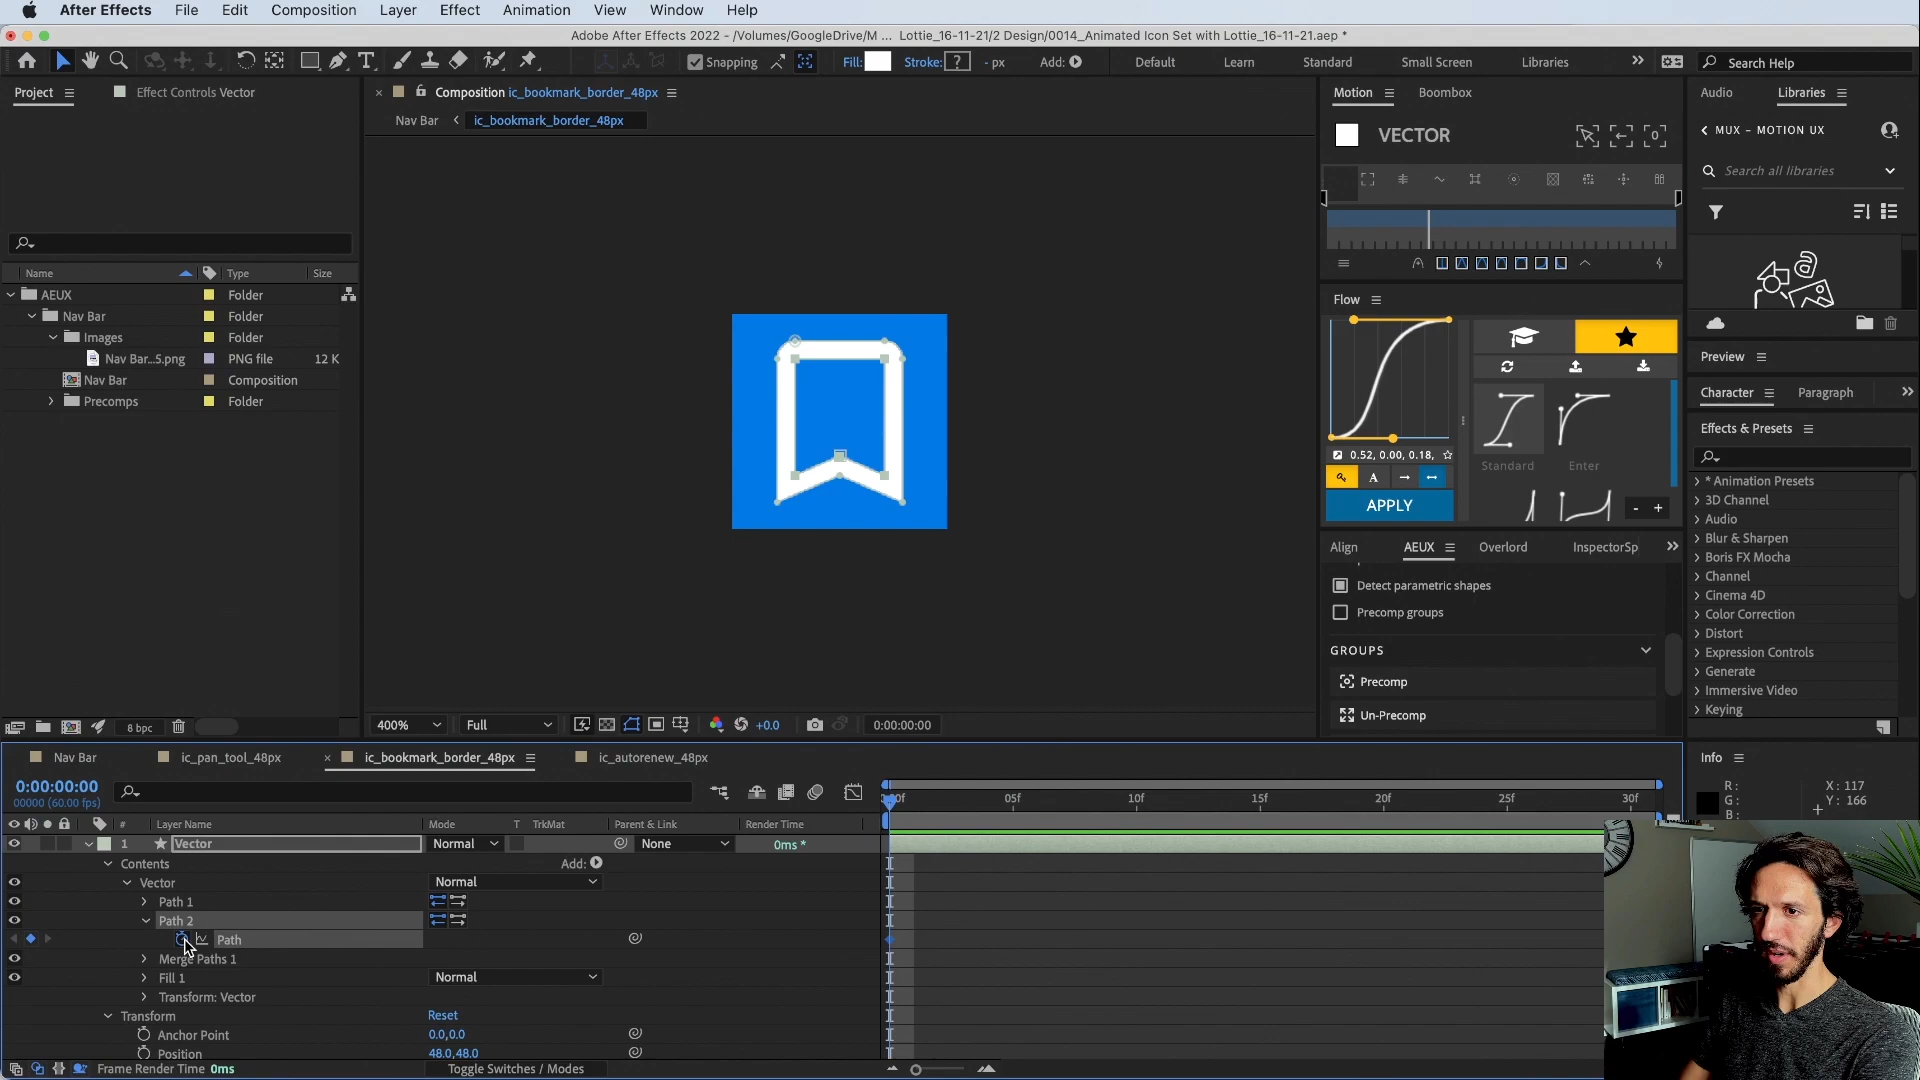 After Effects File Edit Composition Layer Effect Animation View Window Help
Adobe After Effects 2022 - /Volumes/GoogleDrive/M ... Lottie_16-11-21/2 Design/0014_Animated Icon Set with Lottie_16-11-21.aep *
Snapping Fill: Stroke: ? - px Add: Default Learn Standard Small Screen Libraries Search Help
Project Effect Controls Vector
Composition ic_bookmark_border_48px
Nav Bar ic_bookmark_border_48px
Motion Boombox
VECTOR
Audio Libraries
MUX – MOTION UX
Search all libraries
Name Type Size
AEUX Folder
Nav Bar Folder
Images Folder
Nav Bar...5.png PNG file 12 K
Nav Bar Composition
Precomps Folder
Flow
0.52, 0.00, 0.18,
A
APPLY
Standard Enter
- +
Align AEUX Overlord InspectorSp
Detect parametric shapes
Precomp groups
GROUPS
Precomp
Un-Precomp
Preview
Character Paragraph
Effects & Presets
* Animation Presets
3D Channel
Audio
Blur & Sharpen
Boris FX Mocha
Channel
Cinema 4D
Color Correction
Distort
Expression Controls
Generate
Immersive Video
Keying
8 bpc
400% Full +0.0 0:00:00:00
Nav Bar ic_pan_tool_48px ic_bookmark_border_48px ic_autorenew_48px
0:00:00:00
00000 (60.00 fps)
05f 10f 15f 20f 25f 30f
# Layer Name Mode T TrkMat Parent & Link Render Time
1 Vector Normal None 0ms *
Contents Add:
Vector Normal
Path 1
Path 2
Path
Merge Paths 1
Fill 1 Normal
Transform: Vector
Transform Reset
Anchor Point 0.0,0.0
Position 48.0,48.0
Frame Render Time 0ms Toggle Switches / Modes
Info
R: X: 117
G: Y: 166
B: